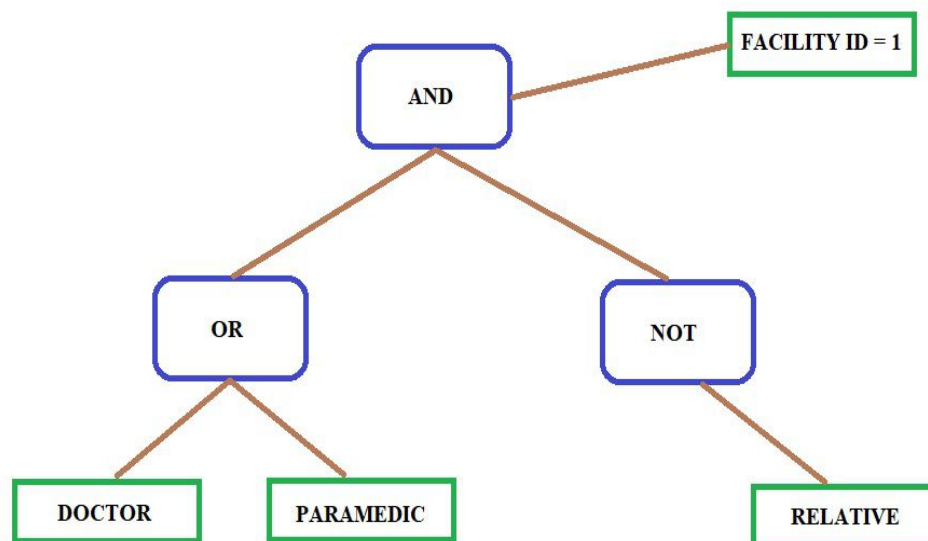 FACILITY ID = 1
AND
OR
NOT
DOCTOR
PARAMEDIC
RELATIVE